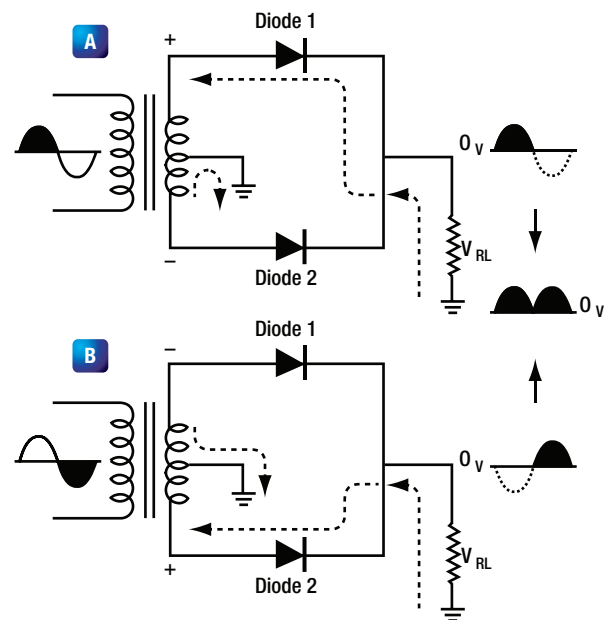 Diode 1
A
+
0 V
V RL
–
Diode 2
0 V
Diode 1
B
–
0 V
V RL
+
Diode 2